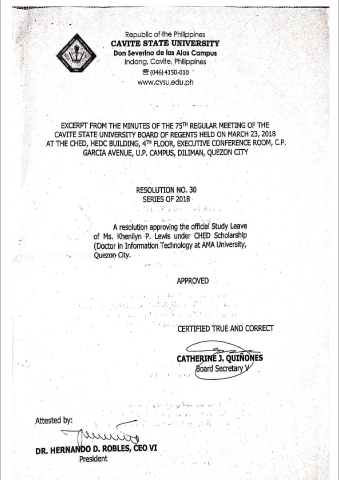 Republic of the Philippines
CAVITE STATE UNIVERSITY
Don Severino de las Alas Campus
Indang, Cavite, Philippines
☎ (046) 4150-010
www.cvsu.edu.ph
EXCERPT FROM THE MINUTES OF THE 75TH REGULAR MEETING OF THE
CAVITE STATE UNIVERSITY BOARD OF REGENTS HELD ON MARCH 23, 2018
AT THE CHED, HEDC BUILDING, 4TH FLOOR, EXECUTIVE CONFERENCE ROOM, C.P.
GARCIA AVENUE, U.P. CAMPUS, DILIMAN, QUEZON CITY
RESOLUTION NO. 30
SERIES OF 2018
A resolution approving the official Study Leave
of Ms. Khenilyn P. Lewis under CHED Scholarship
(Doctor in Information Technology at AMA University,
Quezon City.
APPROVED
CERTIFIED TRUE AND CORRECT
CATHERINE J. QUIÑONES
Board Secretary V
Attested by:
DR. HERNANDO D. ROBLES, CEO VI
President